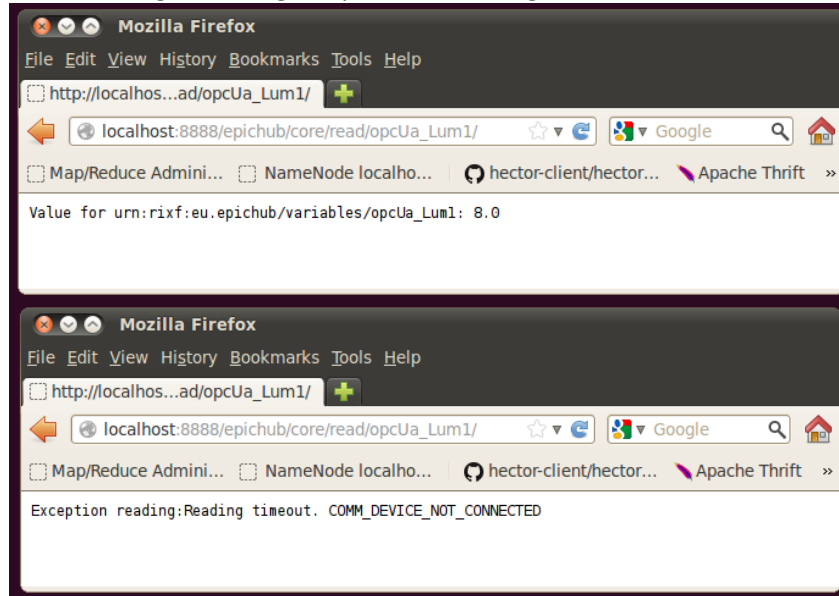 Mozilla Firefox
File Edit View History Bookmarks Tools Help
http://localhos...ad/opcUa_Lum1/
localhost:8888/epichub/core/read/opcUa_Lum1/ Google
Map/Reduce Admini... NameNode localho... hector-client/hector... Apache Thrift »
Value for urn:rixf:eu.epichub/variables/opcUa_Lum1: 8.0
Mozilla Firefox
File Edit View History Bookmarks Tools Help
http://localhos...ad/opcUa_Lum1/
localhost:8888/epichub/core/read/opcUa_Lum1/ Google
Map/Reduce Admini... NameNode localho... hector-client/hector... Apache Thrift »
Exception reading:Reading timeout. COMM_DEVICE_NOT_CONNECTED